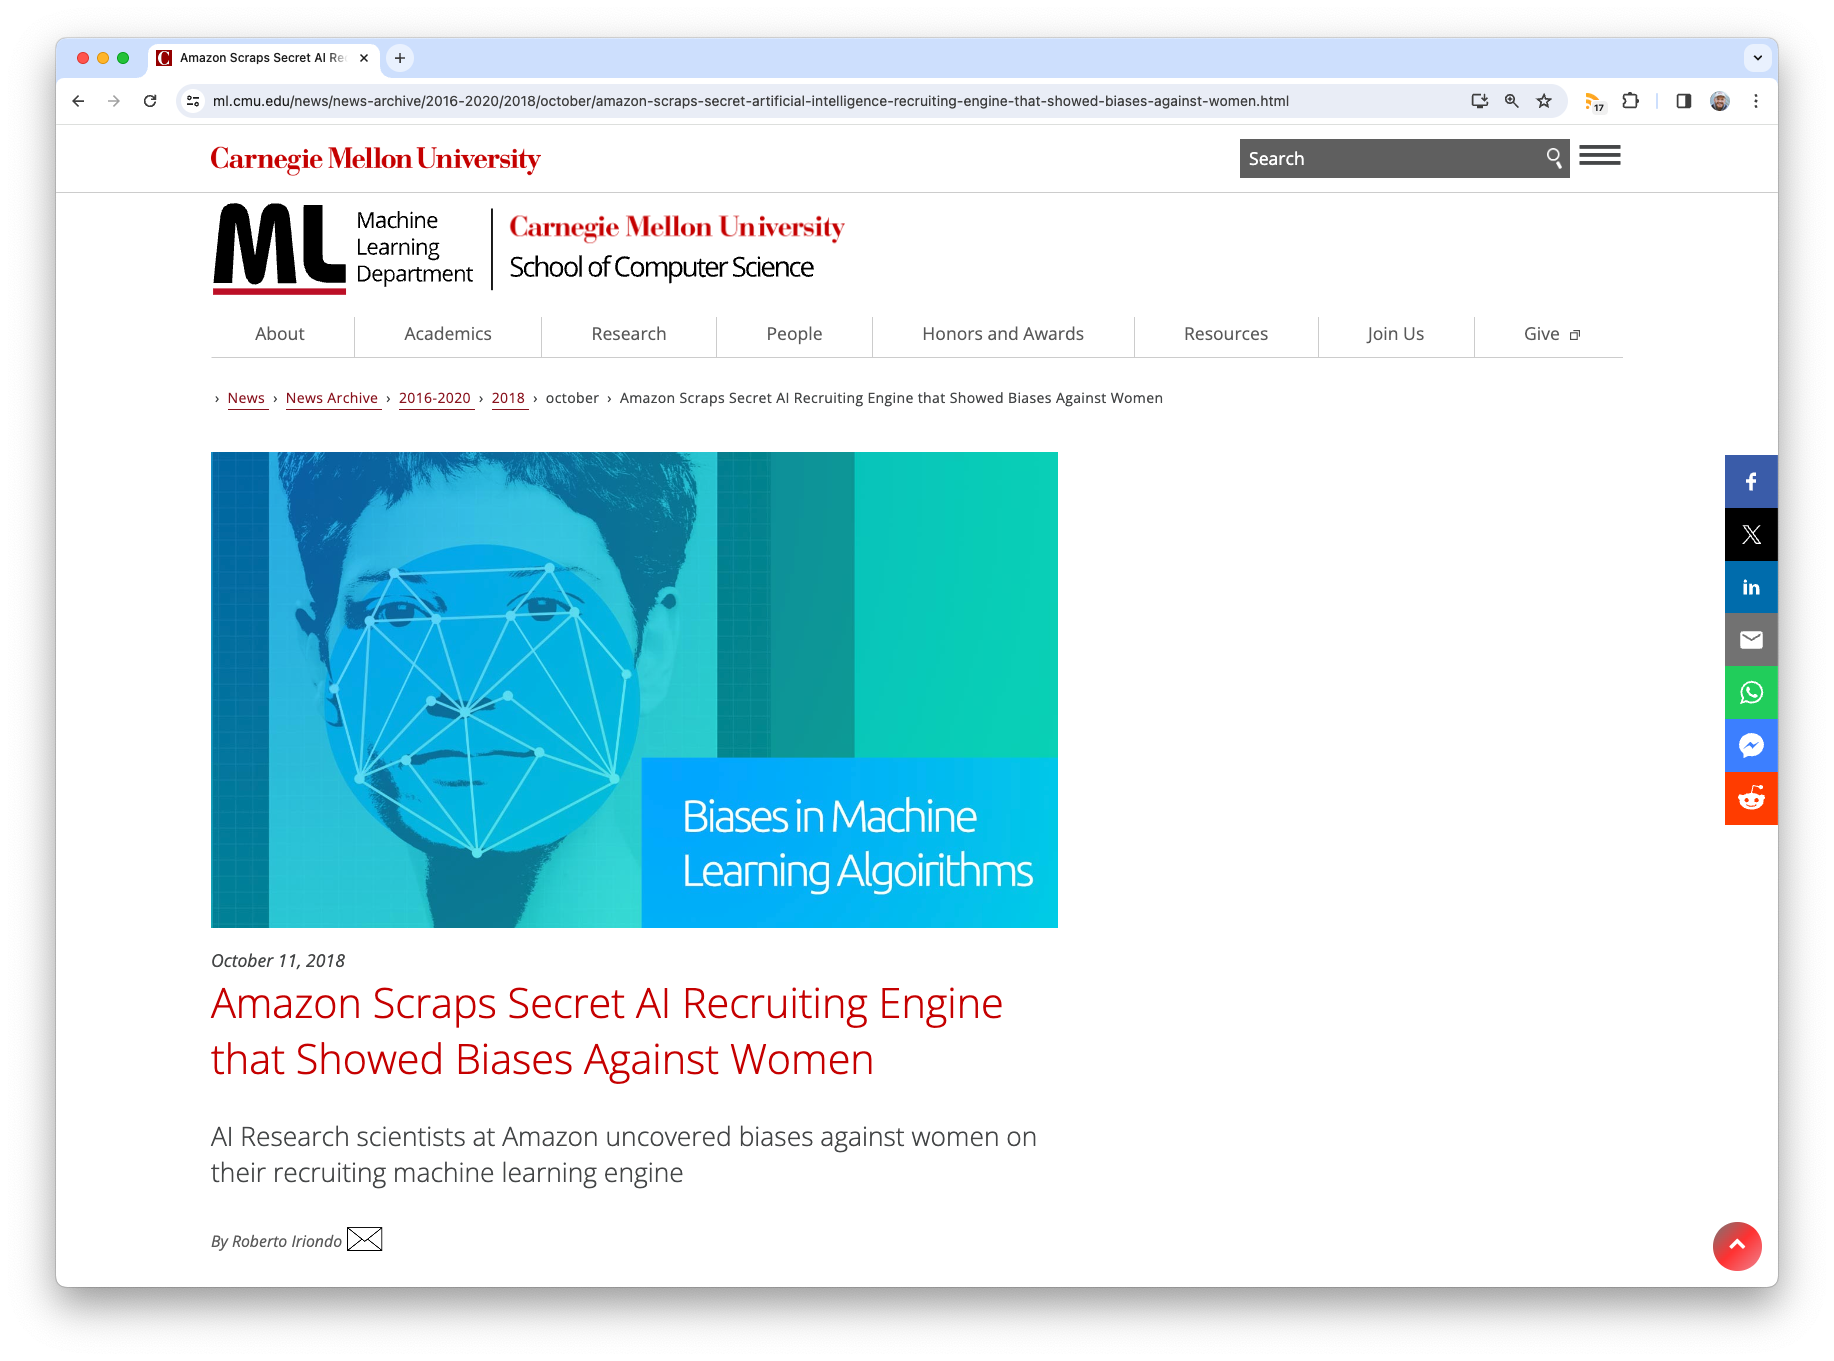 Amazon Scraps Secret AI Re
ml.cmu.edu/news/news-archive/2016-2020/2018/october/amazon-scraps-secret-artificial-intelligence-recruiting-engine-that-showed-biases-against-women.html
17
Carnegie Mellon University
Search
ML
Machine
Learning
Department
Carnegie Mellon University
School of Computer Science
About
Academics
Research
People
Honors and Awards
Resources
Join Us
Give
› News › News Archive › 2016-2020 › 2018 › october › Amazon Scraps Secret AI Recruiting Engine that Showed Biases Against Women
Biases in Machine
Learning Algoirithms
October 11, 2018
Amazon Scraps Secret AI Recruiting Engine
that Showed Biases Against Women
AI Research scientists at Amazon uncovered biases against women on
their recruiting machine learning engine
By Roberto Iriondo